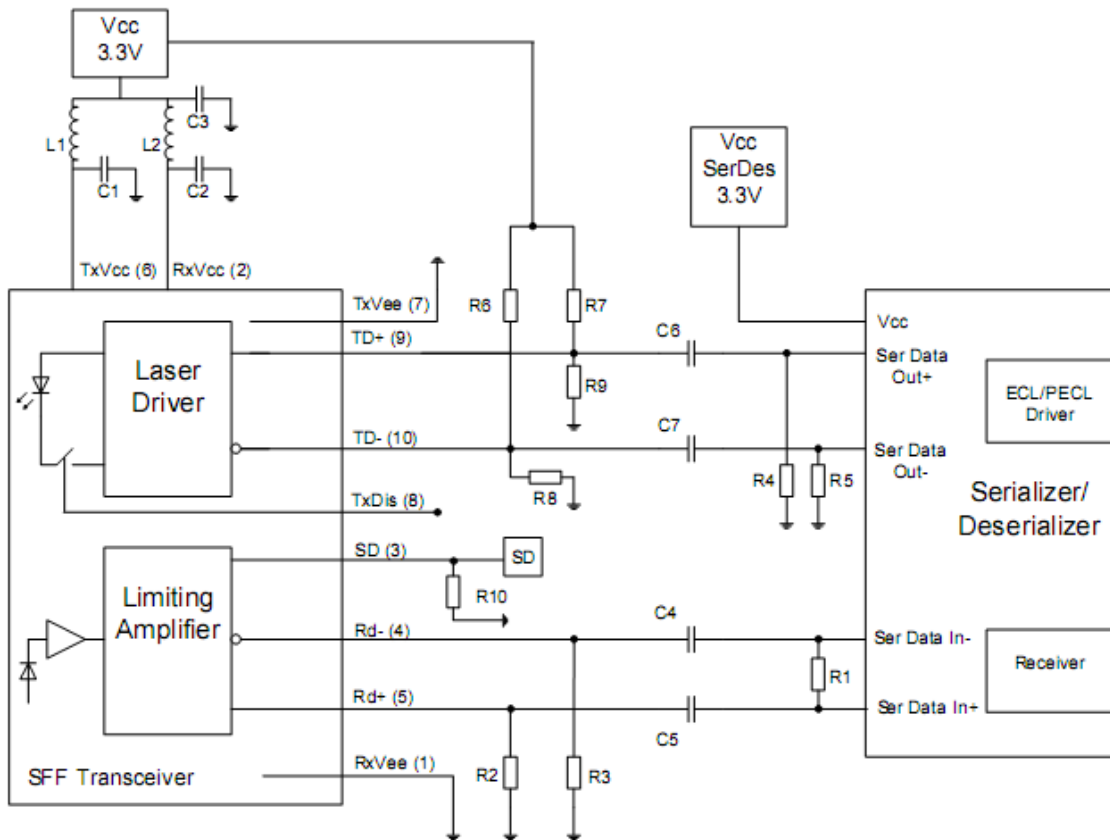 Vcc
3.3V
C3
L1
L2
C1
C2
Vcc
SerDes
3.3V
TxVcc (6)
RxVcc (2)
TxVee (7)
R6
R7
Vcc
TD+ (9)
C6
Ser Data
Out+
Laser
Driver
R9
ECL/PECL
Driver
TD- (10)
C7
Ser Data
Out-
R8
R4
R5
TxDis (8)
Serializer/
Deserializer
SD (3)
SD
R10
Limiting
Amplifier
C4
Rd- (4)
Ser Data In-
R1
Receiver
Rd+ (5)
Ser Data In+
C5
RxVee (1)
R2
R3
SFF Transceiver